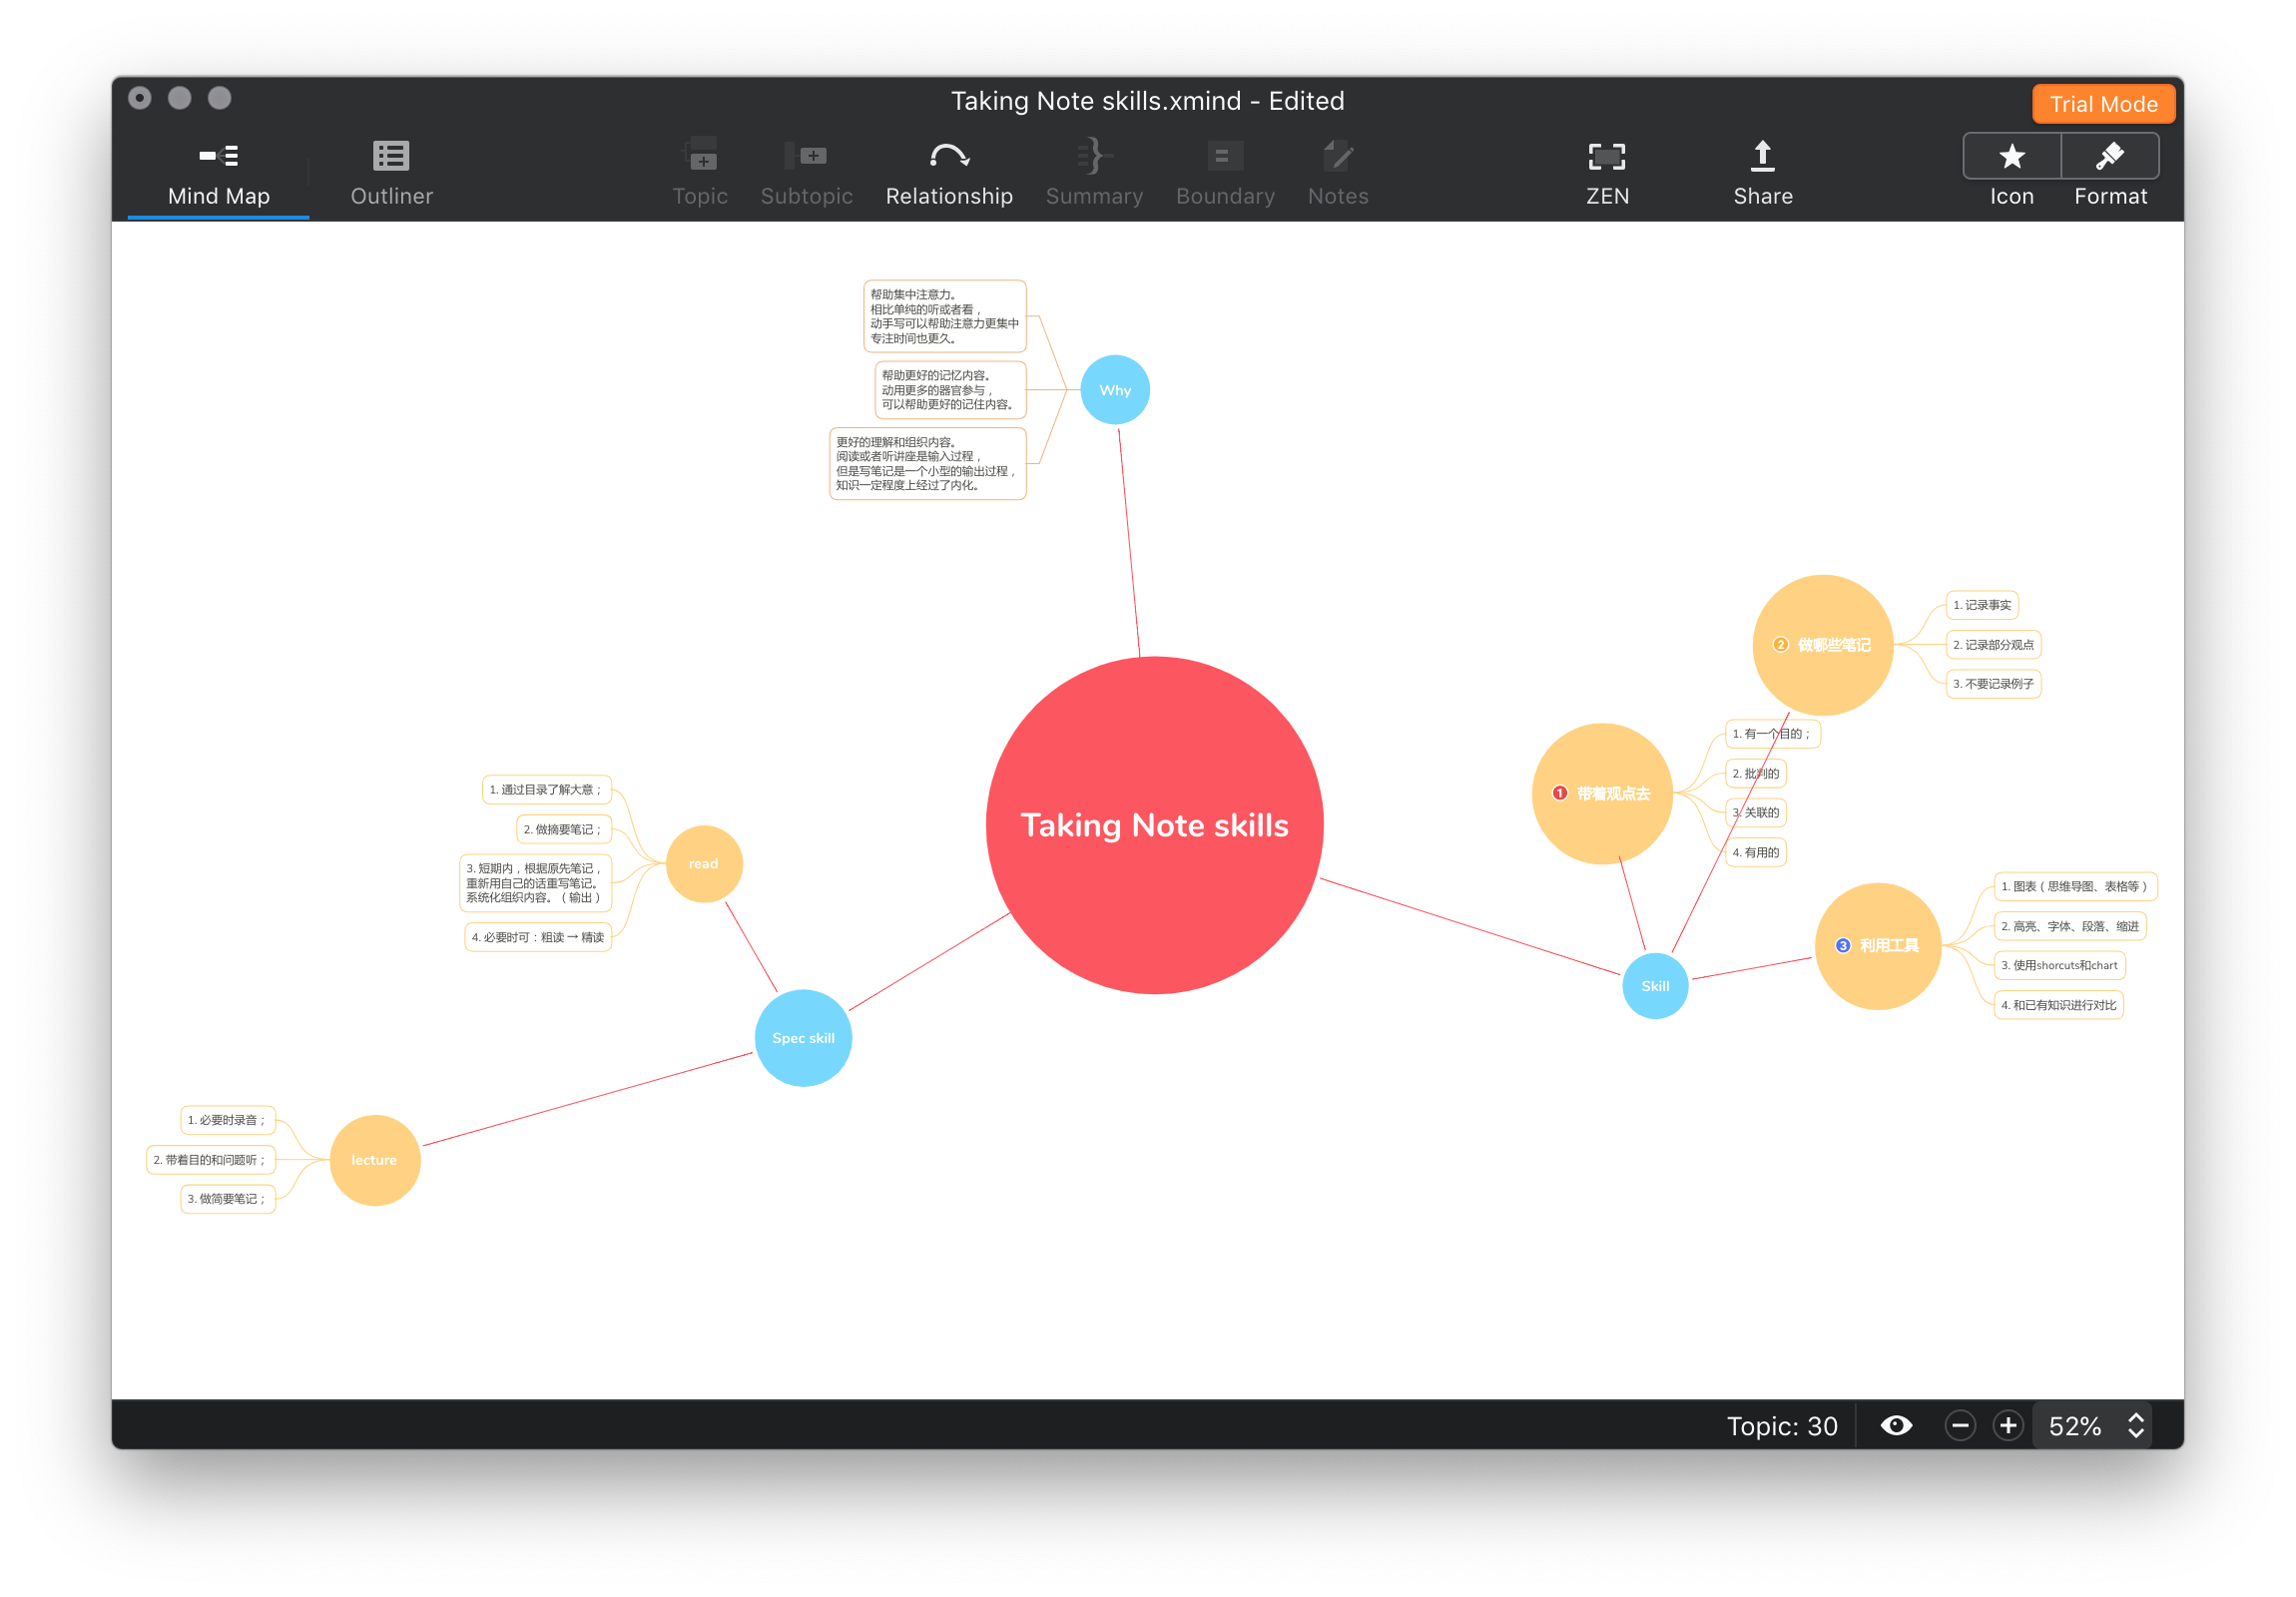 Taking Note skills.xmind - Edited
Trial Mode
Mind Map
Outliner
Topic
Subtopic
Relationship
Summary
Boundary
Notes
ZEN
Share
Icon
Format
帮助集中注意力。
相比单纯的听或者看，
动手写可以帮助注意力更集中
专注时间也更久。
帮助更好的记忆内容。
动用更多的器官参与，
可以帮助更好的记住内容。
更好的理解和组织内容。
阅读或者听讲座是输入过程，
但是写笔记是一个小型的输出过程，
知识一定程度上经过了内化。
Why
Taking Note skills
2 做哪些笔记
1. 记录事实
2. 记录部分观点
3. 不要记录例子
1 带着观点去
1. 有一个目的；
2. 批判的
3. 关联的
4. 有用的
3 利用工具
1. 图表（思维导图、表格等）
2. 高亮、字体、段落、缩进
3. 使用shorcuts和chart
4. 和已有知识进行对比
Skill
1. 通过目录了解大意；
2. 做摘要笔记；
3. 短期内，根据原先笔记，
重新用自己的话重写笔记。
系统化组织内容。（输出）
4. 必要时可：粗读 → 精读
read
Spec skill
1. 必要时录音；
2. 带着目的和问题听；
3. 做简要笔记；
lecture
Topic: 30
52%